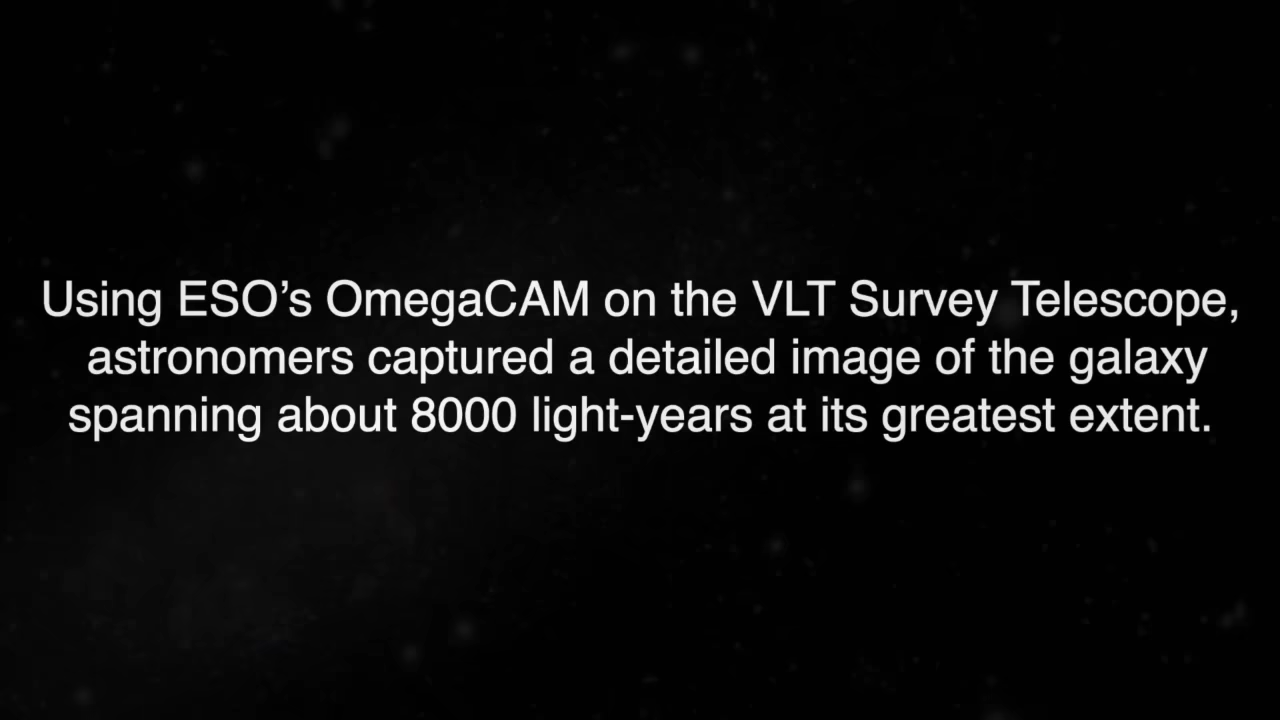 Using ESO’s OmegaCAM on the VLT Survey Telescope,
astronomers captured a detailed image of the galaxy
spanning about 8000 light-years at its greatest extent.